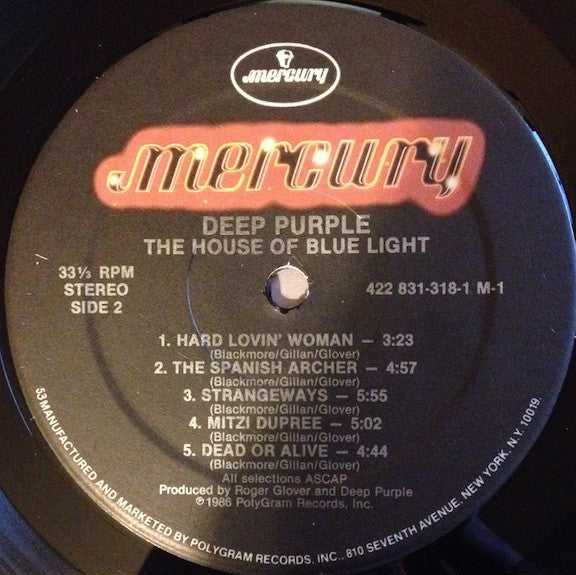 mercury
mercury
DEEP PURPLE
THE HOUSE OF BLUE LIGHT
33⅓ RPM
STEREO
SIDE 2
422 831-318-1 M-1
1. HARD LOVIN' WOMAN — 3:23
(Blackmore/Gillan/Glover)
2. THE SPANISH ARCHER — 4:57
(Blackmore/Gillan/Glover)
3. STRANGEWAYS — 5:55
(Blackmore/Gillan/Glover)
4. MITZI DUPREE — 5:02
(Blackmore/Gillan/Glover)
5. DEAD OR ALIVE — 4:44
(Blackmore/Gillan/Glover)
All selections ASCAP
Produced by Roger Glover and Deep Purple
℗1986 PolyGram Records, Inc.
53MANUFACTURED AND MARKETED BY POLYGRAM RECORDS, INC., 810 SEVENTH AVENUE, NEW YORK, N.Y. 10019